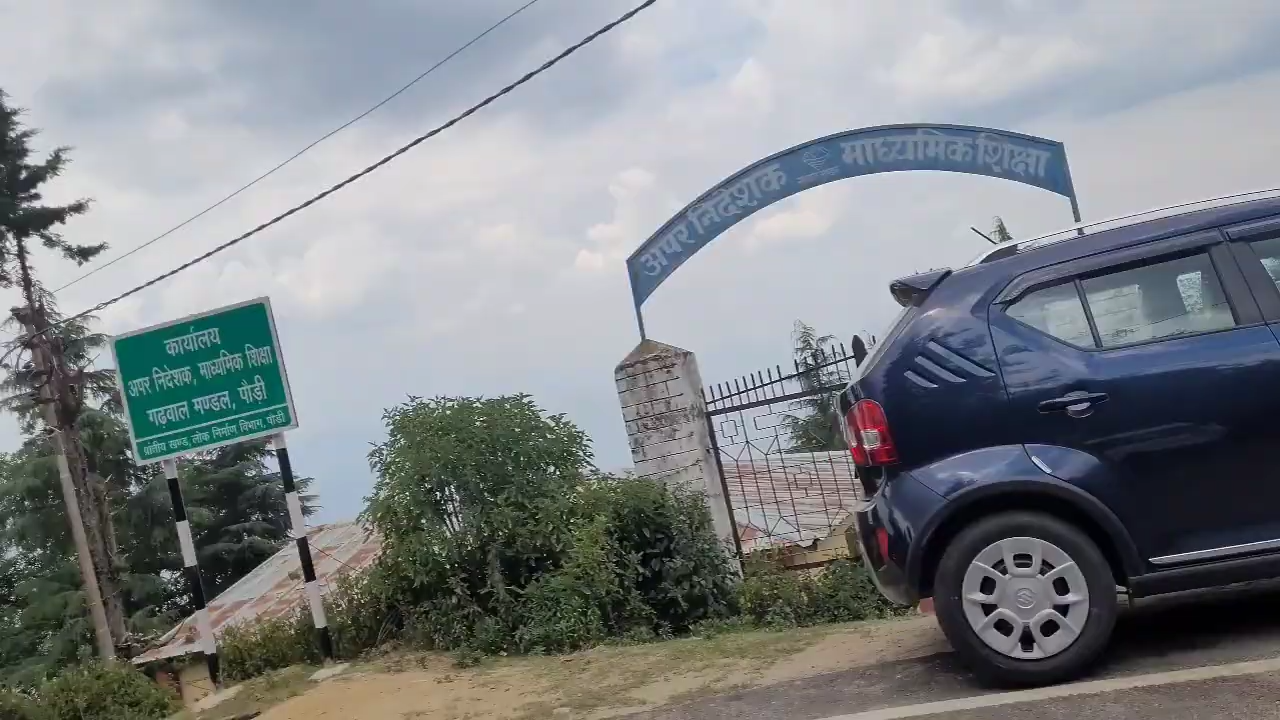 कार्यालय
अपर निदेशक, माध्यमिक शिक्षा
गढ़वाल मण्डल, पौड़ी
प्रांतीय खण्ड, लोक निर्माण विभाग, पौडी
अपर निदेशक माध्यमिक शिक्षा